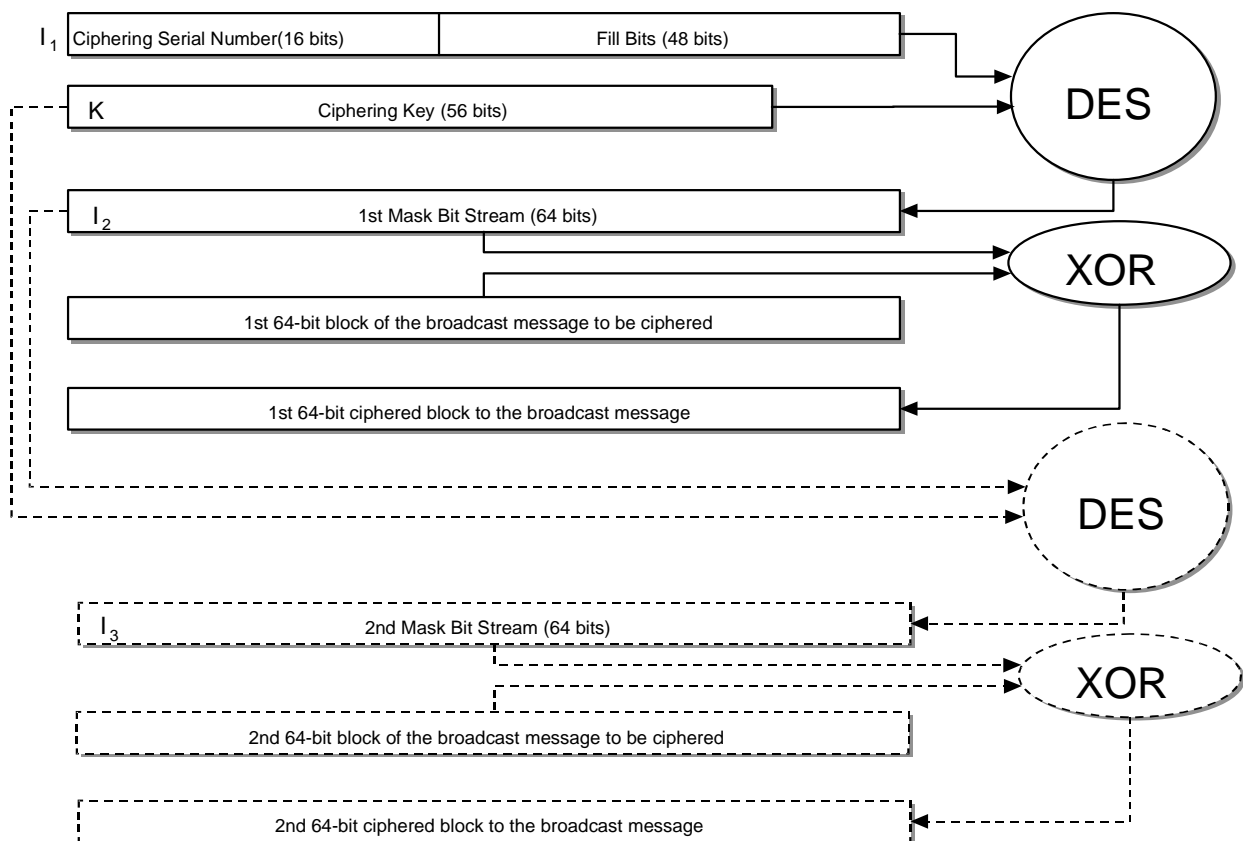 I1 Ciphering Serial Number(16 bits) Fill Bits (48 bits)
DES
K Ciphering Key (56 bits)
I2 1st Mask Bit Stream (64 bits)
XOR
1st 64-bit block of the broadcast message to be ciphered
1st 64-bit ciphered block to the broadcast message
DES
I3 2nd Mask Bit Stream (64 bits)
XOR
2nd 64-bit block of the broadcast message to be ciphered
2nd 64-bit ciphered block to the broadcast message